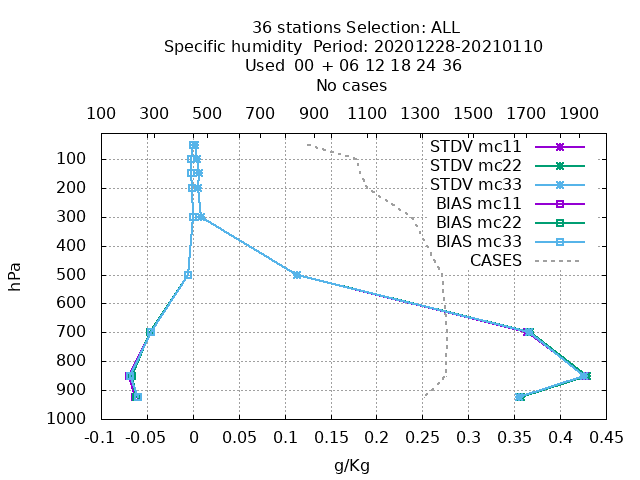 36 stations Selection: ALL
Specific humidity  Period: 20201228-20210110
Used  00 + 06 12 18 24 36
No cases
100 300 500 700 900 1100 1300 1500 1700 1900
STDV mc11
STDV mc22
STDV mc33
BIAS mc11
BIAS mc22
BIAS mc33
CASES
hPa
100
200
300
400
500
600
700
800
900
1000
-0.1 -0.05 0 0.05 0.1 0.15 0.2 0.25 0.3 0.35 0.4 0.45
g/Kg